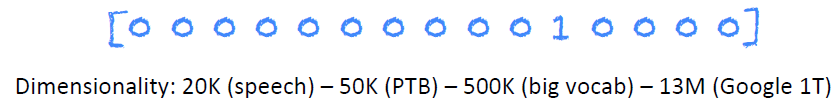 [0 0 0 0 0 0 0 0 0 0 1 0 0 0 0]
Dimensionality: 20K (speech) – 50K (PTB) – 500K (big vocab) – 13M (Google 1T)